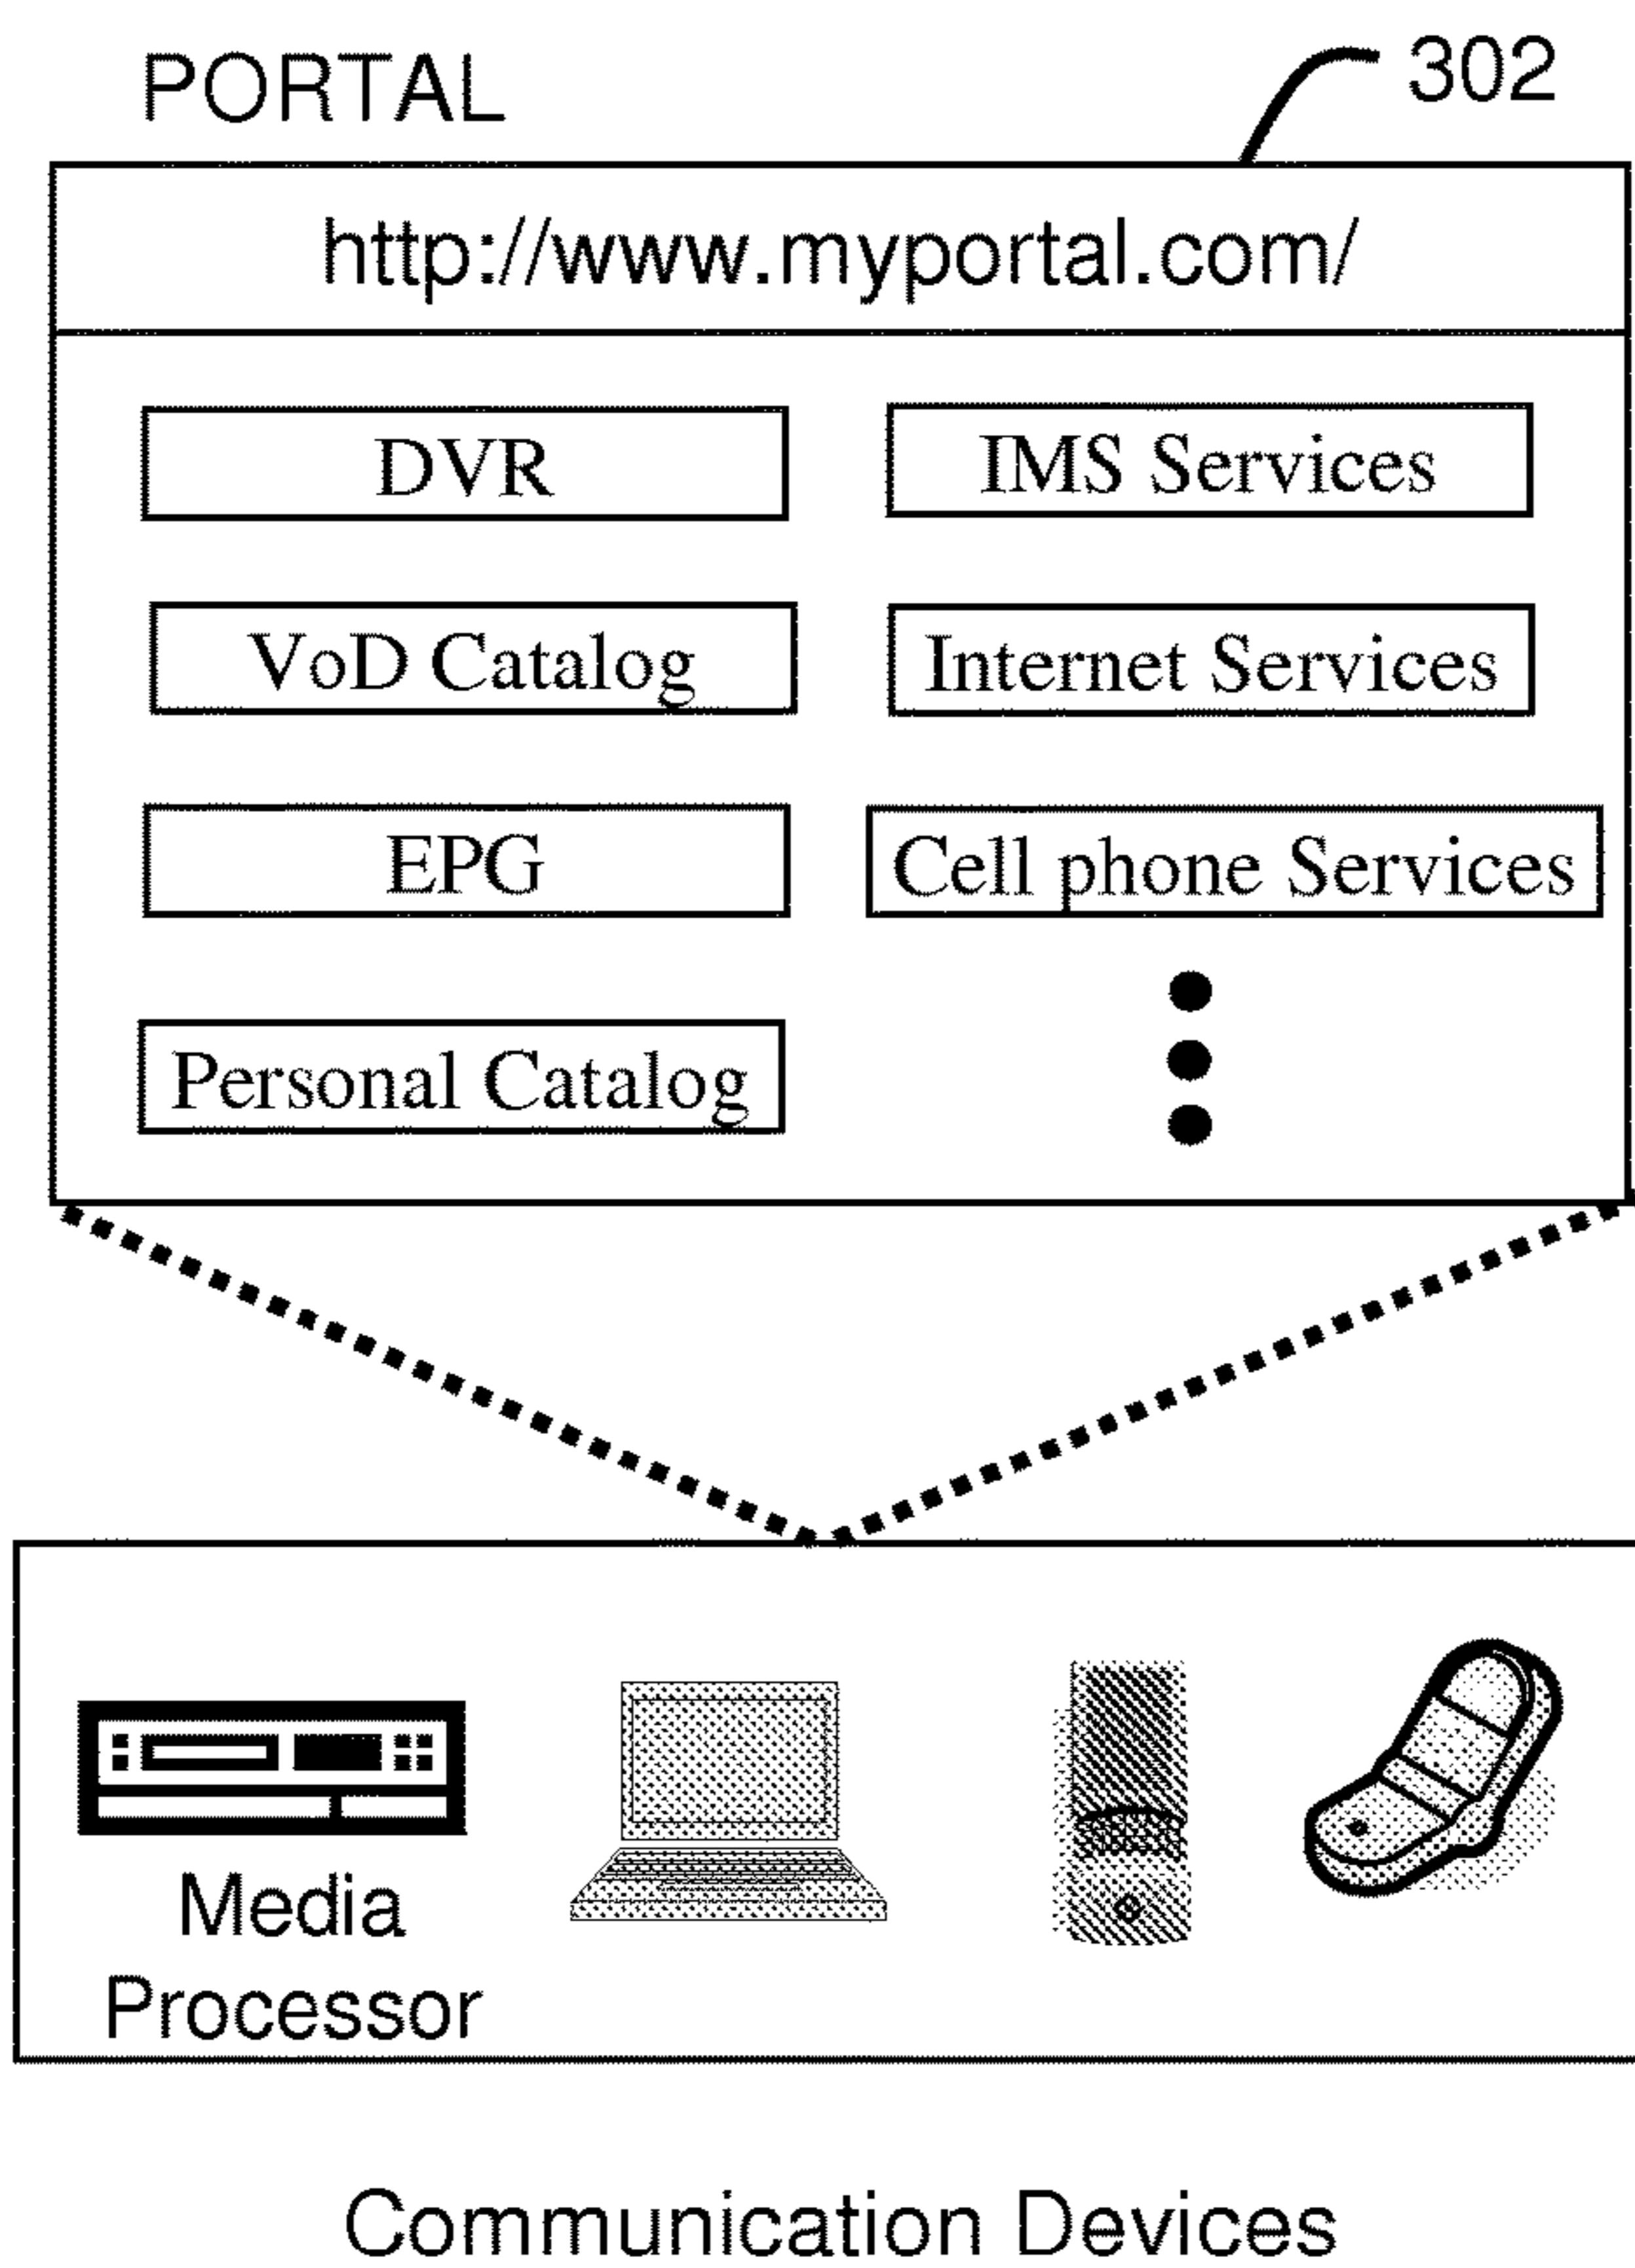 PORTAL
302
http://www.myportal.com/
DVR
IMS Services
VoD Catalog
Internet Services
EPG
Cell phone Services
Personal Catalog
Media
Processor
Communication Devices